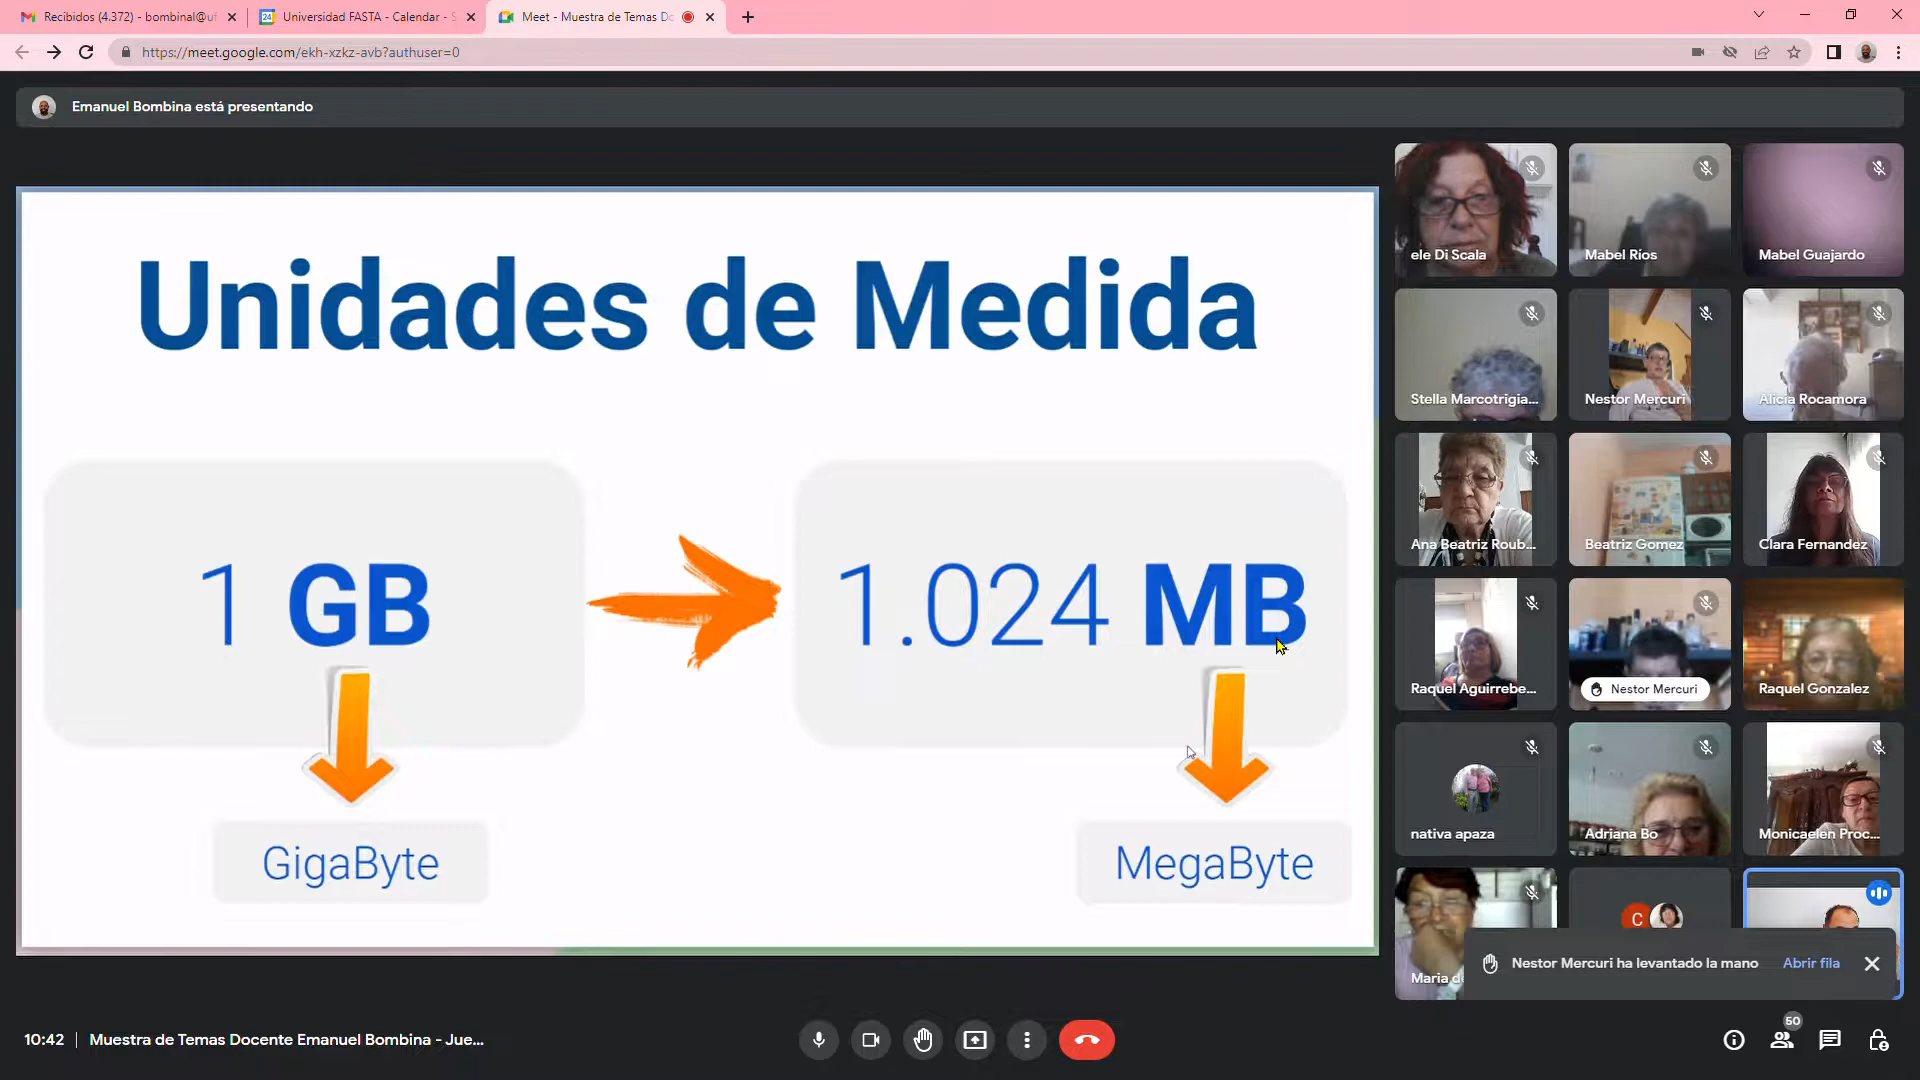 Recibidos (4.372) - bombinal@uf
24
Universidad FASTA - Calendar - S
Meet - Muestra de Temas Do
https://meet.google.com/ekh-xzkz-avb?authuser=0
Emanuel Bombina está presentando
Unidades de Medida
1 GB
1.024 MB
GigaByte
MegaByte
ele Di Scala
Mabel Ríos
Mabel Guajardo
Stella Marcotrigia...
Nestor Mercuri
Alicia Rocamora
Ana Beatriz Roub...
Beatriz Gomez
Clara Fernandez
Raquel Aguirrebe...
Nestor Mercuri
Raquel Gonzalez
nativa apaza
Adriana Bo
Monicaelen Proc...
Maria de
C
Nestor Mercuri ha levantado la mano
Abrir fila
10:42
Muestra de Temas Docente Emanuel Bombina - Jue...
50